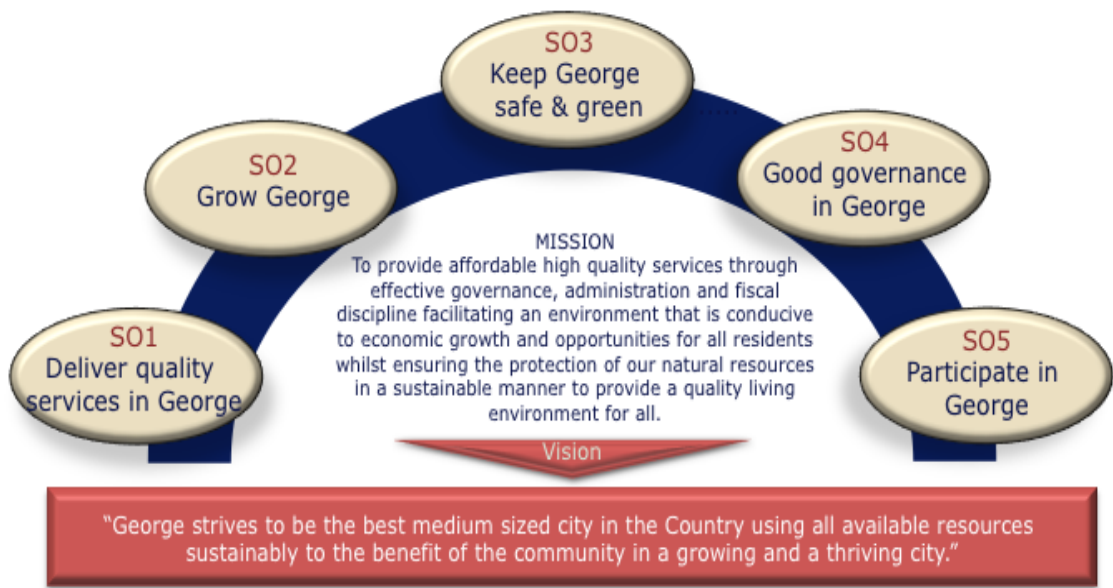 SO3
Keep George
safe & green
SO2
Grow George
SO4
Good governance
in George
SO1
Deliver quality
services in George
MISSION
To provide affordable high quality services through
effective governance, administration and fiscal
discipline facilitating an environment that is conducive
to economic growth and opportunities for all residents
whilst ensuring the protection of our natural resources
in a sustainable manner to provide a quality living
environment for all.
SO5
Participate in
George
Vision
“George strives to be the best medium sized city in the Country using all available resources
sustainably to the benefit of the community in a growing and a thriving city.”